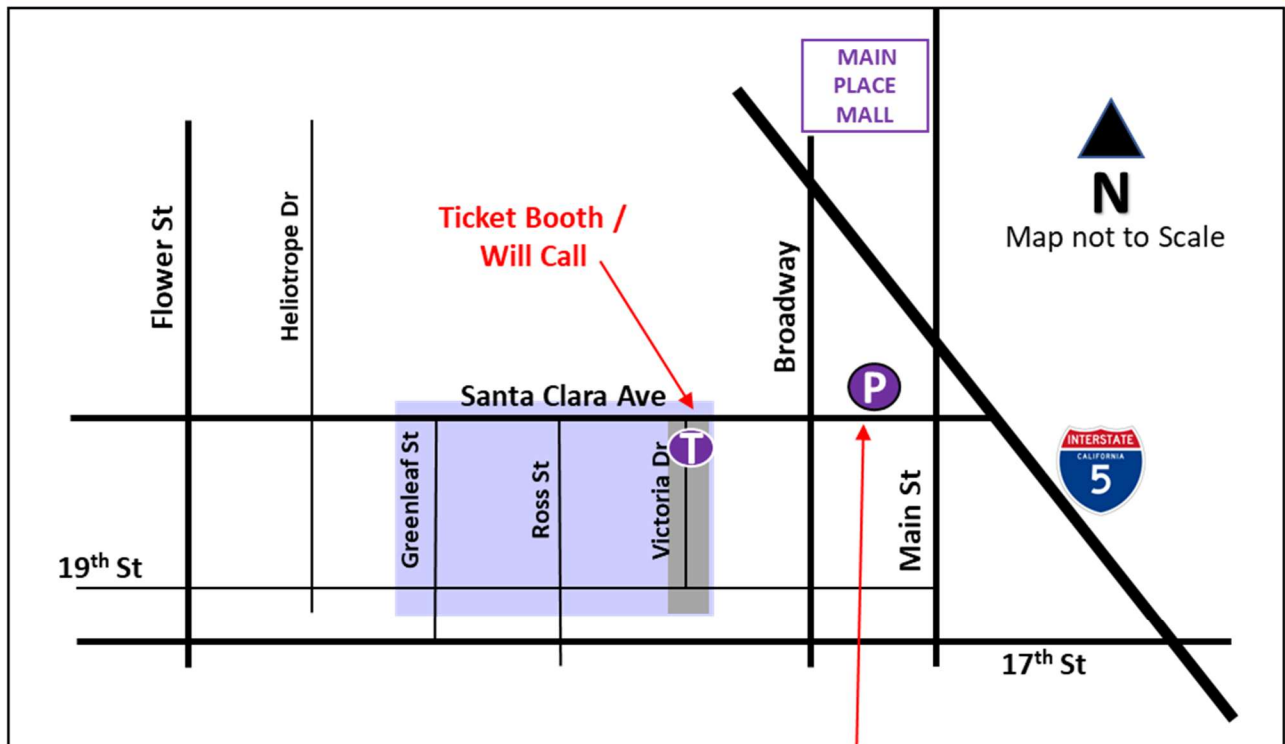 MAIN
PLACE
MALL
N
Map not to Scale
Ticket Booth /
Will Call
Flower St
Heliotrope Dr
Broadway
P
Santa Clara Ave
T
Greenleaf St
Ross St
Victoria Dr
Main St
INTERSTATE
CALIFORNIA
5
19th St
17th St